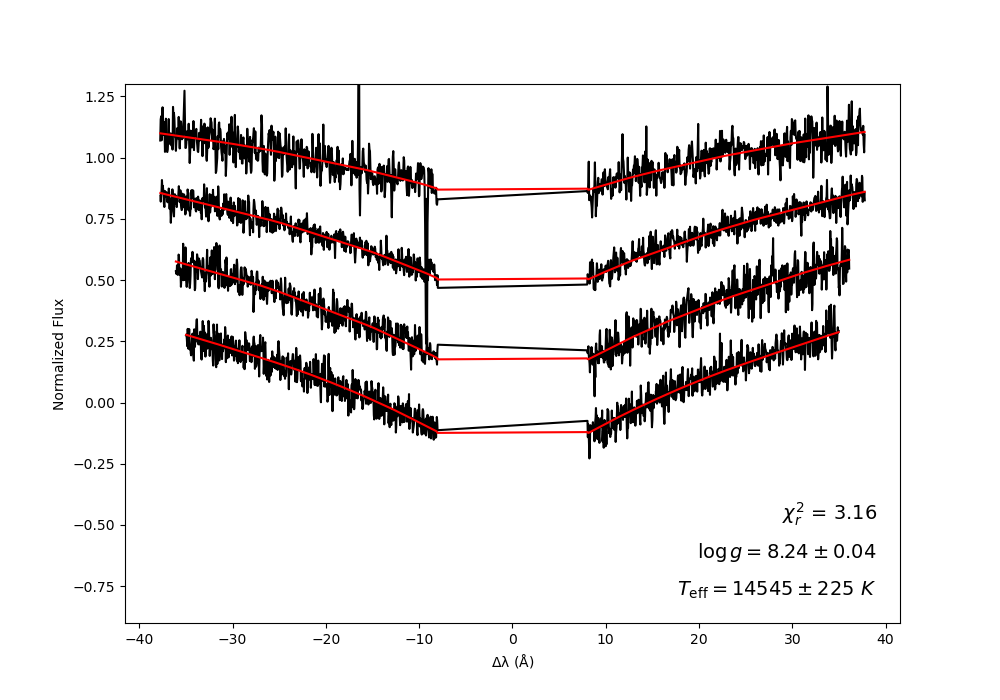 1.25
1.00
0.75
0.50
0.25
0.00
−0.25
−0.50
−0.75
Normalized Flux
χ²ᵣ = 3.16
log g = 8.24 ± 0.04
T_eff = 14545 ± 225 K
−40 −30 −20 −10 0 10 20 30 40
Δλ (Å)